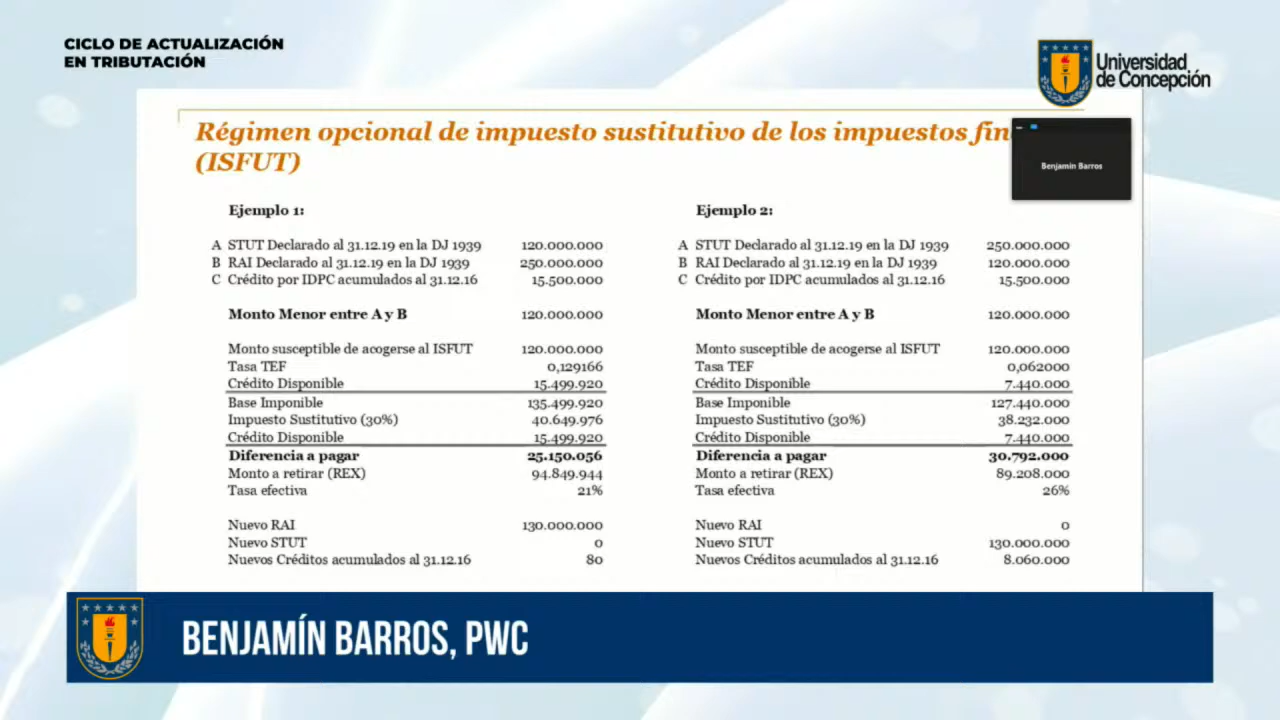 CICLO DE ACTUALIZACIÓN
EN TRIBUTACIÓN
Universidad
de Concepción
Régimen opcional de impuesto sustitutivo de los impuestos
(ISFUT)
Benjamín Barros
Ejemplo 1:
A STUT Declarado al 31.12.19 en la DJ 1939 120.000.000
B RAI Declarado al 31.12.19 en la DJ 1939 250.000.000
C Crédito por IDPC acumulados al 31.12.16 15.500.000
Monto Menor entre A y B 120.000.000
Monto susceptible de acogerse al ISFUT 120.000.000
Tasa TEF 0,129166
Crédito Disponible 15.499.920
Base Imponible 135.499.920
Impuesto Sustitutivo (30%) 40.649.976
Crédito Disponible 15.499.920
Diferencia a pagar 25.150.056
Monto a retirar (REX) 94.849.944
Tasa efectiva 21%
Nuevo RAI 130.000.000
Nuevo STUT 0
Nuevos Créditos acumulados al 31.12.16 80
Ejemplo 2:
A STUT Declarado al 31.12.19 en la DJ 1939 250.000.000
B RAI Declarado al 31.12.19 en la DJ 1939 120.000.000
C Crédito por IDPC acumulados al 31.12.16 15.500.000
Monto Menor entre A y B 120.000.000
Monto susceptible de acogerse al ISFUT 120.000.000
Tasa TEF 0,062000
Crédito Disponible 7.440.000
Base Imponible 127.440.000
Impuesto Sustitutivo (30%) 38.232.000
Crédito Disponible 7.440.000
Diferencia a pagar 30.792.000
Monto a retirar (REX) 89.208.000
Tasa efectiva 26%
Nuevo RAI 0
Nuevo STUT 130.000.000
Nuevos Créditos acumulados al 31.12.16 8.060.000
BENJAMÍN BARROS, PWC